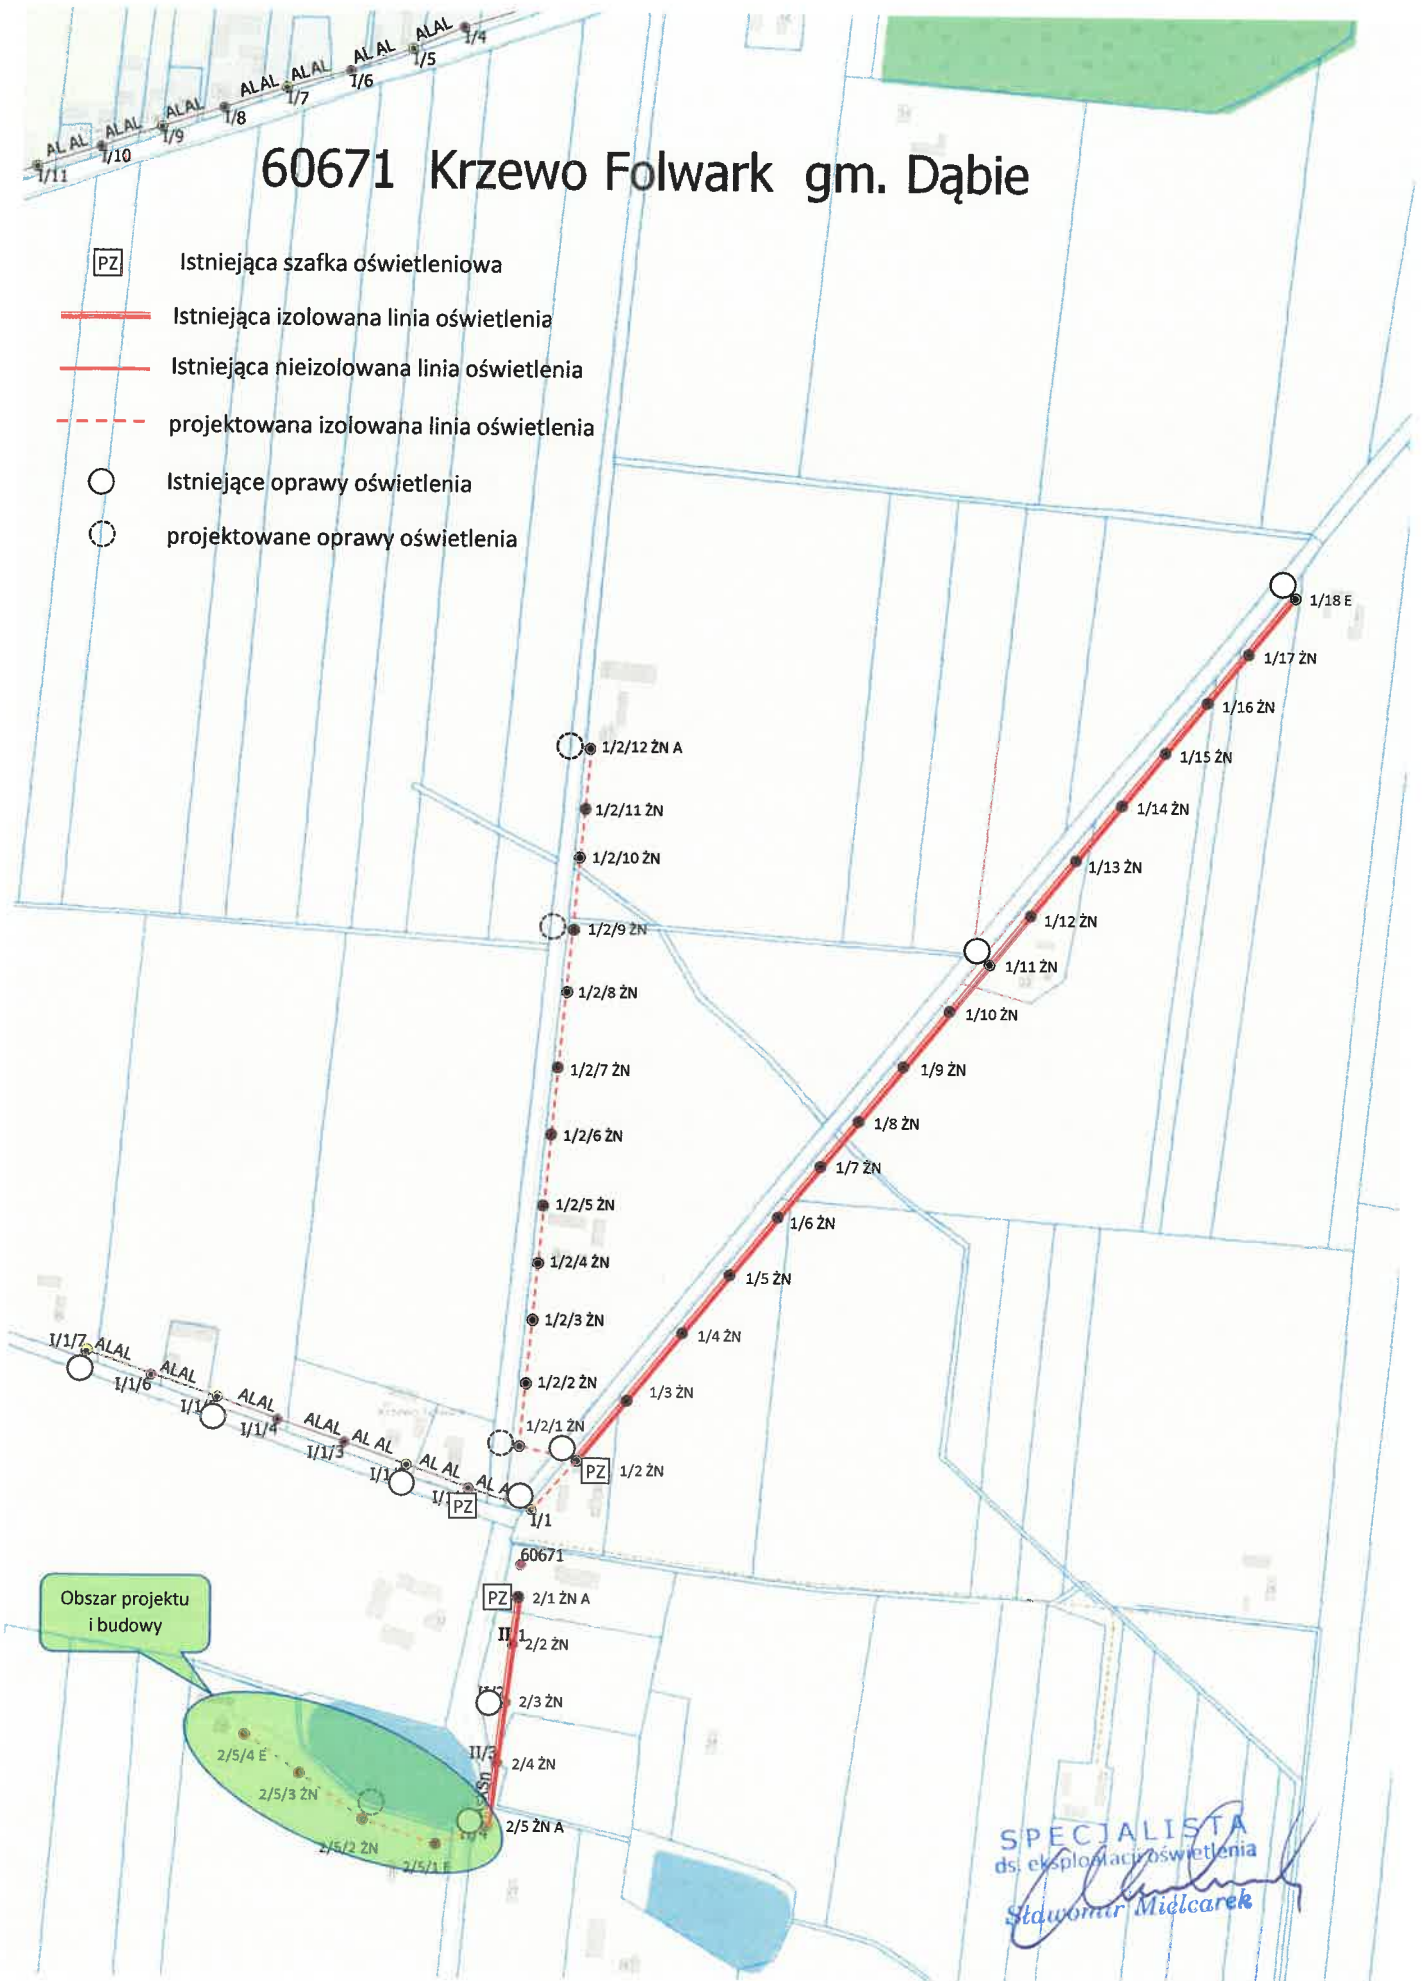 ALAL
I/4
AL AL
I/5
ALAL
I/6
ALAL
I/7
ALAL
I/8
ALAL
I/9
AL AL
I/10
I/11
60671 Krzewo Folwark gm. Dąbie
PZ Istniejąca szafka oświetleniowa
Istniejąca izolowana linia oświetlenia
Istniejąca nieizolowana linia oświetlenia
projektowana izolowana linia oświetlenia
Istniejące oprawy oświetlenia
projektowane oprawy oświetlenia
1/18 E
1/17 ŻN
1/16 ŻN
1/15 ŻN
1/14 ŻN
1/13 ŻN
1/12 ŻN
1/11 ŻN
1/10 ŻN
1/9 ŻN
1/8 ŻN
1/7 ŻN
1/6 ŻN
1/5 ŻN
1/4 ŻN
1/3 ŻN
1/2 ŻN
PZ
1/2/12 ŻN A
1/2/11 ŻN
1/2/10 ŻN
1/2/9 ŻN
1/2/8 ŻN
1/2/7 ŻN
1/2/6 ŻN
1/2/5 ŻN
1/2/4 ŻN
1/2/3 ŻN
1/2/2 ŻN
1/2/1 ŻN
I/1/7
ALAL
I/1/6
ALAL
ALAL
I/1/4
ALAL
I/1/3
AL AL
AL AL
PZ
I/1
60671
PZ
2/1 ŻN A
2/2 ŻN
2/3 ŻN
II/3
2/4 ŻN
2/5 ŻN A
Obszar projektu
i budowy
2/5/4 E
2/5/3 ŻN
2/5/2 ŻN
2/5/1 E
SPECJALISTA
ds. eksploatacji oświetlenia
Sławomir Mielcarek